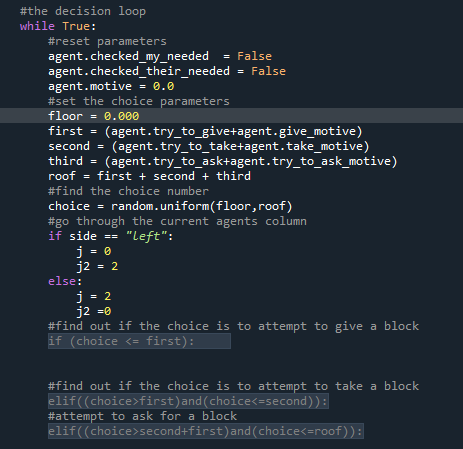 #the decision loop
while True:
#reset parameters
agent.checked_my_needed  = False
agent.checked_their_needed = False
agent.motive = 0.0
#set the choice parameters
floor = 0.000
first = (agent.try_to_give+agent.give_motive)
second = (agent.try_to_take+agent.take_motive)
third = (agent.try_to_ask+agent.try_to_ask_motive)
roof = first + second + third
#find the choice number
choice = random.uniform(floor,roof)
#go through the current agents column
if side == "left":
j = 0
j2 = 2
else:
j = 2
j2 =0
#find out if the choice is to attempt to give a block
if (choice <= first):
#find out if the choice is to attempt to take a block
elif((choice>first)and(choice<=second)):
#attempt to ask for a block
elif((choice>second+first)and(choice<=roof)):